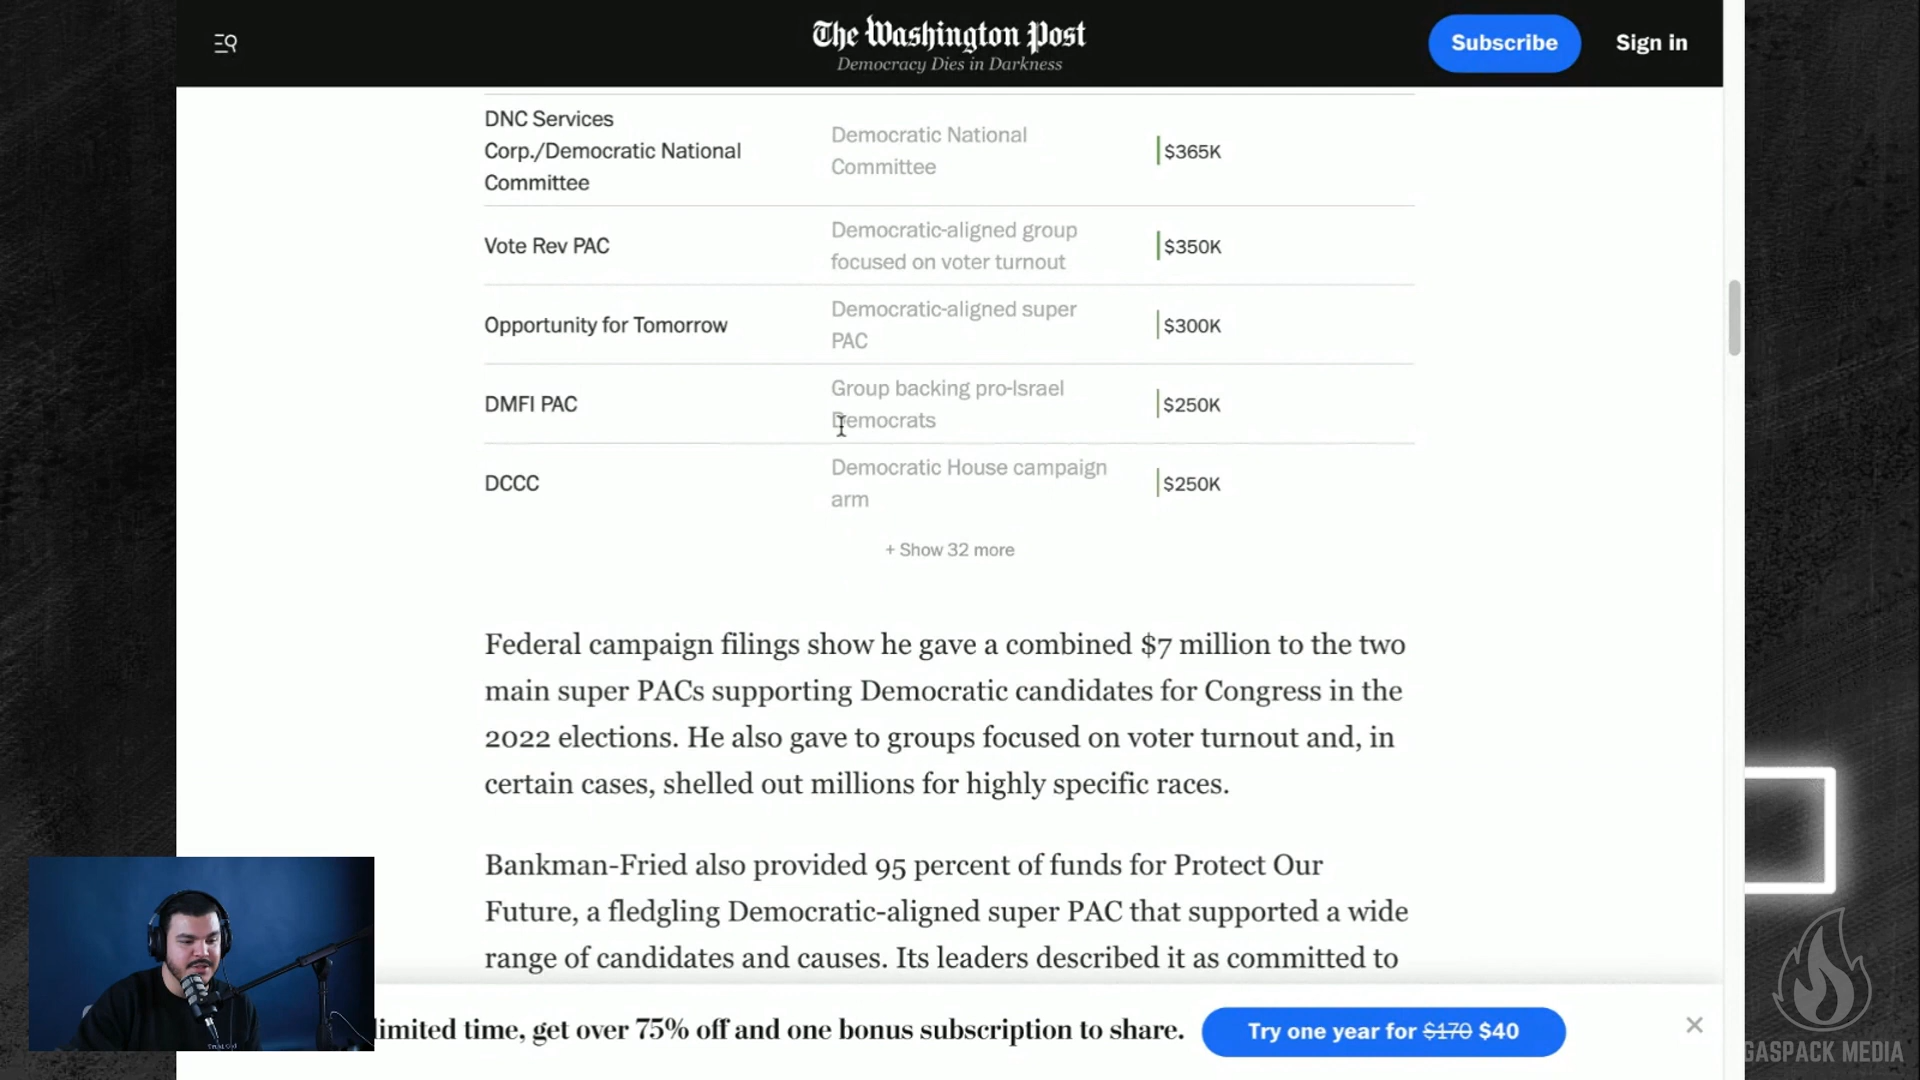 The Washington Post
Democracy Dies in Darkness
Subscribe
Sign in
DNC Services
Corp./Democratic National
Committee
Democratic National
Committee
$365K
Vote Rev PAC
Democratic-aligned group
focused on voter turnout
$350K
Opportunity for Tomorrow
Democratic-aligned super
PAC
$300K
DMFI PAC
Group backing pro-Israel
Democrats
$250K
DCCC
Democratic House campaign
arm
$250K
+ Show 32 more
Federal campaign filings show he gave a combined $7 million to the two
main super PACs supporting Democratic candidates for Congress in the
2022 elections. He also gave to groups focused on voter turnout and, in
certain cases, shelled out millions for highly specific races.
Bankman-Fried also provided 95 percent of funds for Protect Our
Future, a fledgling Democratic-aligned super PAC that supported a wide
range of candidates and causes. Its leaders described it as committed to
limited time, get over 75% off and one bonus subscription to share.
Try one year for $170 $40
GASPACK MEDIA